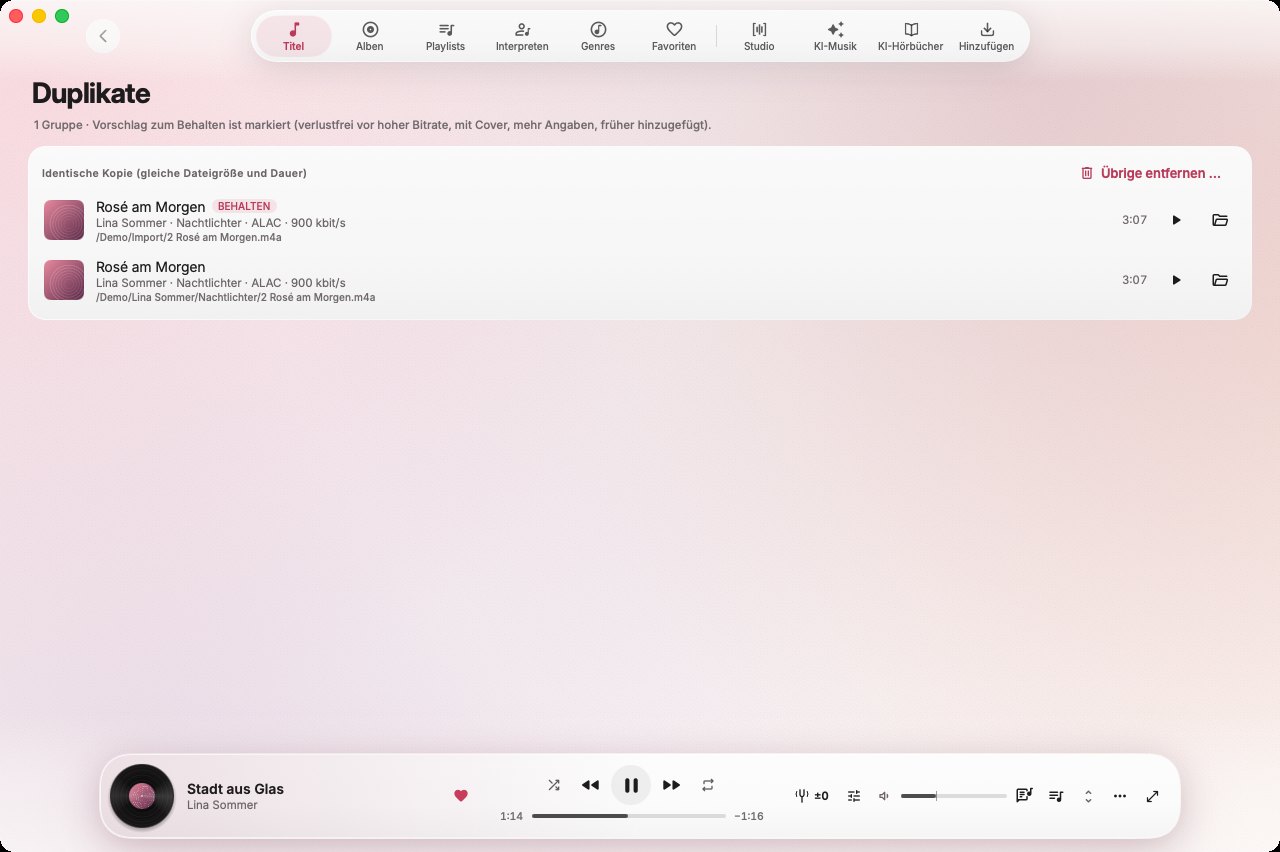 Titel
Alben
Playlists
Interpreten
Genres
Favoriten
Studio
KI-Musik
KI-Hörbücher
Hinzufügen
Duplikate
1 Gruppe · Vorschlag zum Behalten ist markiert (verlustfrei vor hoher Bitrate, mit Cover, mehr Angaben, früher hinzugefügt).
Identische Kopie (gleiche Dateigröße und Dauer)
Übrige entfernen ...
Rosé am Morgen BEHALTEN
Lina Sommer · Nachtlichter · ALAC · 900 kbit/s
/Demo/Import/2 Rosé am Morgen.m4a
3:07
Rosé am Morgen
Lina Sommer · Nachtlichter · ALAC · 900 kbit/s
/Demo/Lina Sommer/Nachtlichter/2 Rosé am Morgen.m4a
3:07
Stadt aus Glas
Lina Sommer
1:14
−1:16
±0